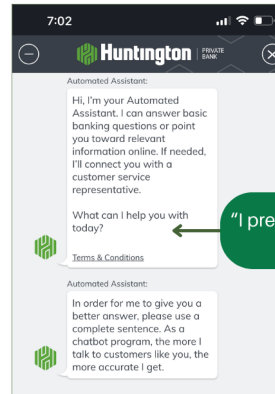 7:02
Huntington PRIVATE
BANK
Automated Assistant:
Hi, I'm your Automated
Assistant. I can answer basic
banking questions or point
you toward relevant
information online. If needed,
I'll connect you with a
customer service
representative.
What can I help you with
today?
"I pre
Terms & Conditions
Automated Assistant:
In order for me to give you a
better answer, please use a
complete sentence. As a
chatbot program, the more I
talk to customers like you, the
more accurate I get.